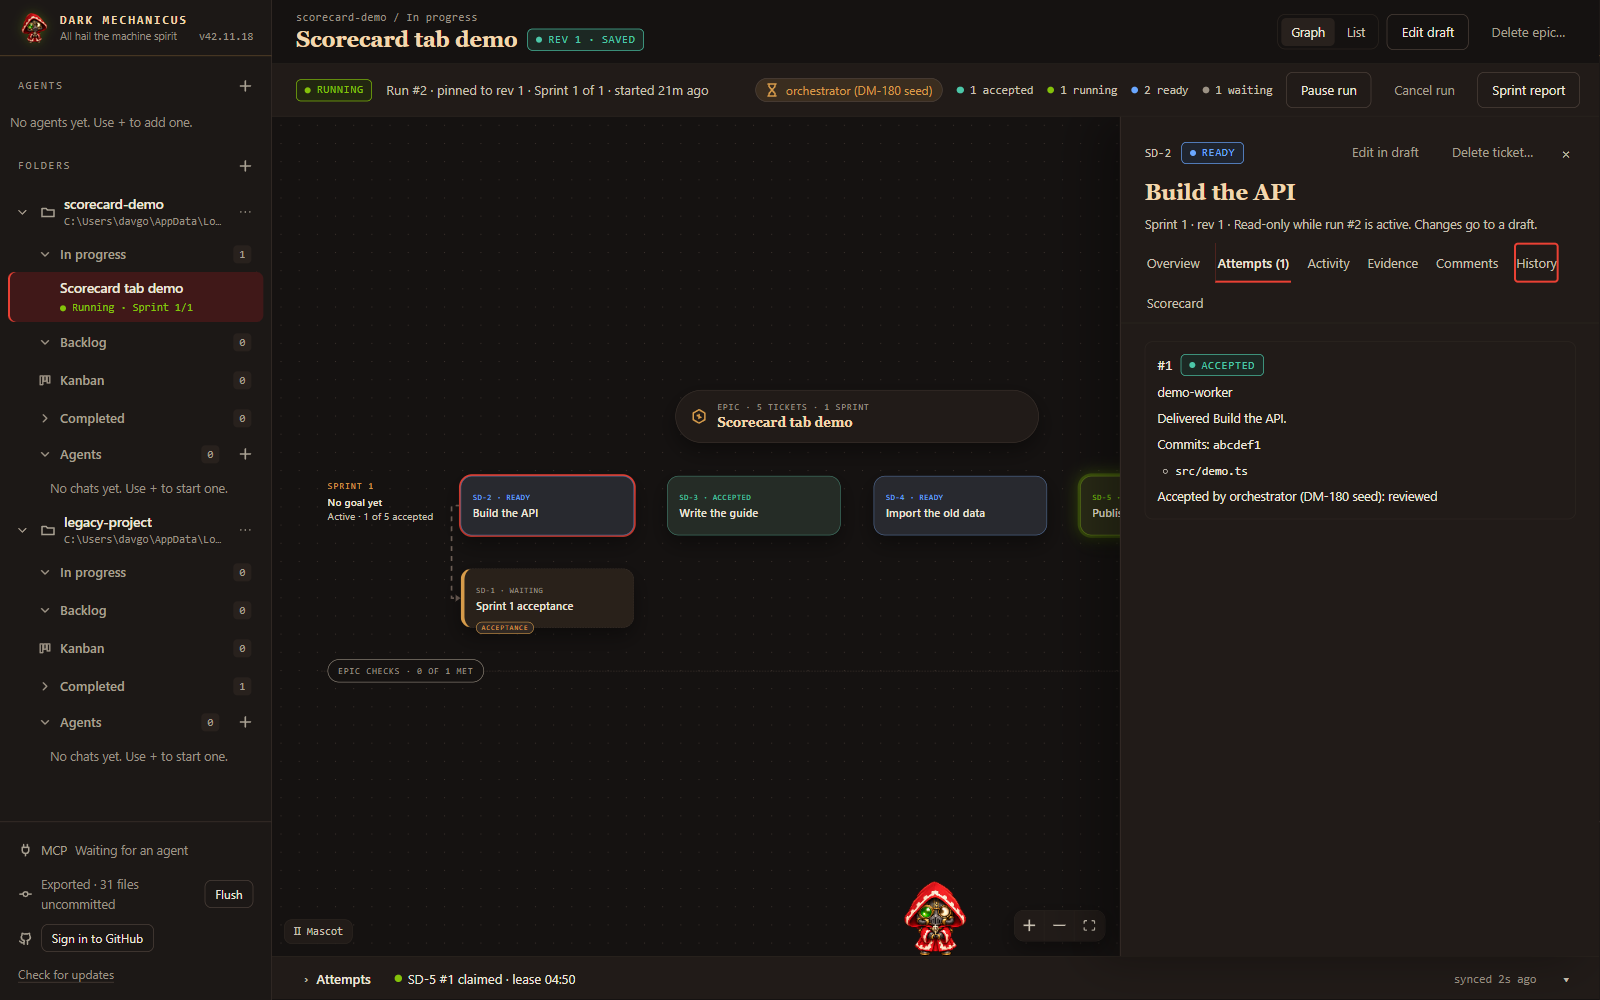 DARK MECHANICUS
All hail the machine spirit v42.11.18
AGENTS
No agents yet. Use + to add one.
FOLDERS
scorecard-demo
C:\Users\davgo\AppData\Lo…
In progress 1
Scorecard tab demo
Running · Sprint 1/1
Backlog 0
Kanban 0
Completed 0
Agents 0
No chats yet. Use + to start one.
legacy-project
C:\Users\davgo\AppData\Lo…
In progress 0
Backlog 0
Kanban 0
Completed 1
Agents 0
No chats yet. Use + to start one.
MCP Waiting for an agent
Exported · 31 files
uncommitted
Flush
Sign in to GitHub
Check for updates
scorecard-demo / In progress
Scorecard tab demo
REV 1 · SAVED
Graph List Edit draft Delete epic...
RUNNING Run #2 · pinned to rev 1 · Sprint 1 of 1 · started 21m ago
orchestrator (DM-180 seed) 1 accepted 1 running 2 ready 1 waiting
Pause run Cancel run Sprint report
EPIC · 5 TICKETS · 1 SPRINT
Scorecard tab demo
SPRINT 1
No goal yet
Active · 1 of 5 accepted
SD-2 · READY
Build the API
SD-3 · ACCEPTED
Write the guide
SD-4 · READY
Import the old data
SD-5 ·
Publis
SD-1 · WAITING
Sprint 1 acceptance
ACCEPTANCE
EPIC CHECKS · 0 OF 1 MET
Mascot
SD-2 READY Edit in draft Delete ticket... ×
Build the API
Sprint 1 · rev 1 · Read-only while run #2 is active. Changes go to a draft.
Overview Attempts (1) Activity Evidence Comments History
Scorecard
#1 ACCEPTED
demo-worker
Delivered Build the API.
Commits: abcdef1
src/demo.ts
Accepted by orchestrator (DM-180 seed): reviewed
Attempts SD-5 #1 claimed · lease 04:50
synced 2s ago